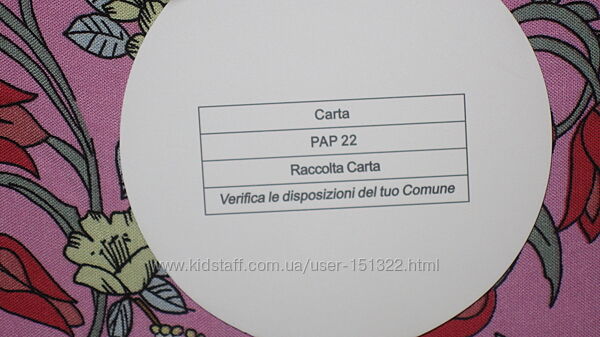 Carta
PAP 22
Raccolta Carta
Verifica le disposizioni del tuo Comune
www.kidstaff.com.ua/user-151322.html